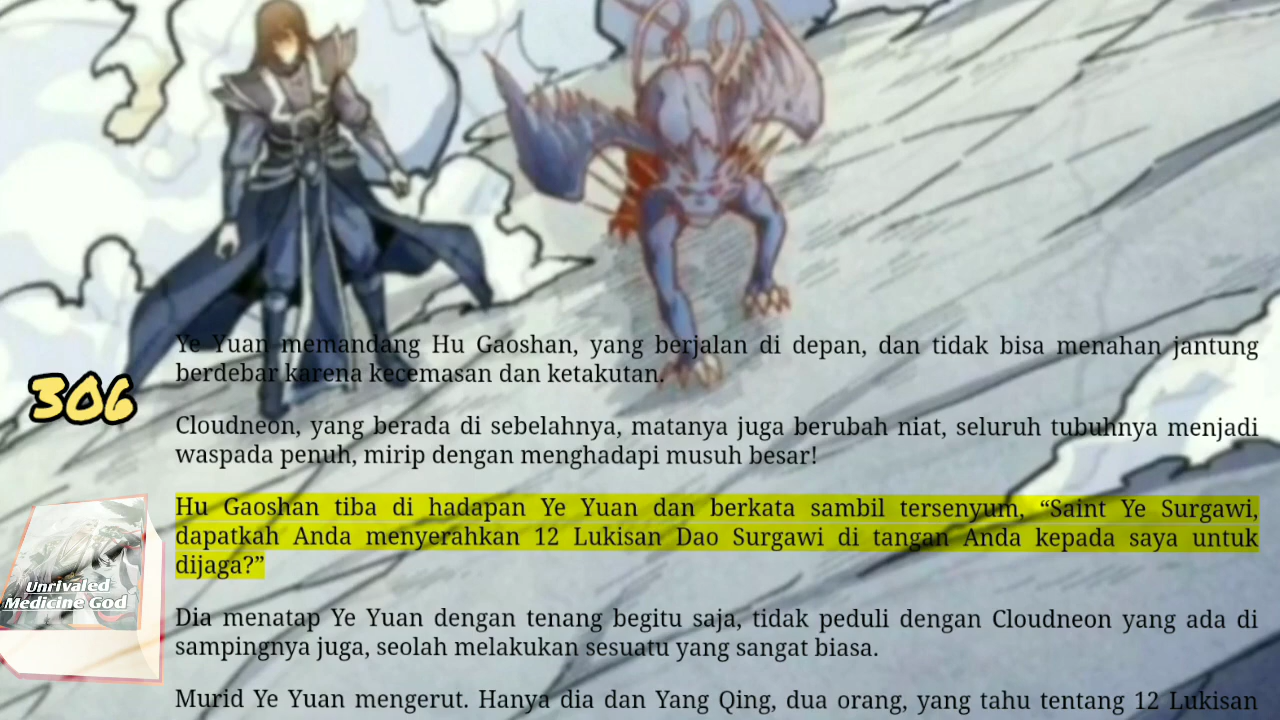 Ye Yuan memandang Hu Gaoshan, yang berjalan di depan, dan tidak bisa menahan jantung
berdebar karena kecemasan dan ketakutan.
306
Cloudneon, yang berada di sebelahnya, matanya juga berubah niat, seluruh tubuhnya menjadi
waspada penuh, mirip dengan menghadapi musuh besar!
Hu Gaoshan tiba di hadapan Ye Yuan dan berkata sambil tersenyum, “Saint Ye Surgawi,
dapatkah Anda menyerahkan 12 Lukisan Dao Surgawi di tangan Anda kepada saya untuk
dijaga?”
Unrivaled
Medicine God
Dia menatap Ye Yuan dengan tenang begitu saja, tidak peduli dengan Cloudneon yang ada di
sampingnya juga, seolah melakukan sesuatu yang sangat biasa.
Murid Ye Yuan mengerut. Hanya dia dan Yang Qing, dua orang, yang tahu tentang 12 Lukisan